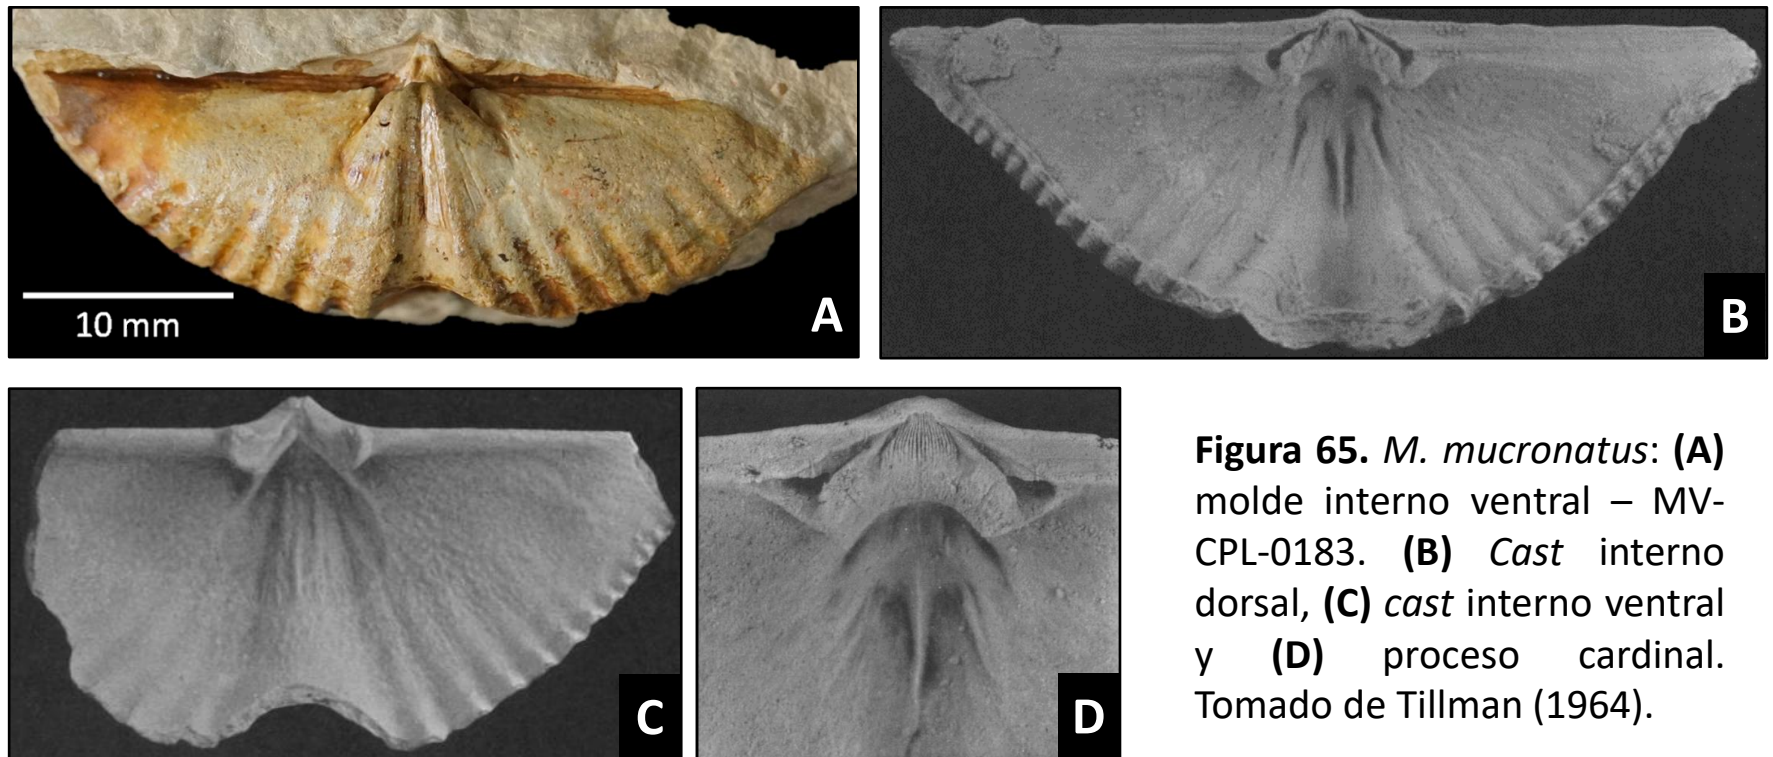 10 mm
A
B
C
D
Figura 65. M. mucronatus: (A)
molde interno ventral – MV-
CPL-0183. (B) Cast interno
dorsal, (C) cast interno ventral
y (D) proceso cardinal.
Tomado de Tillman (1964).